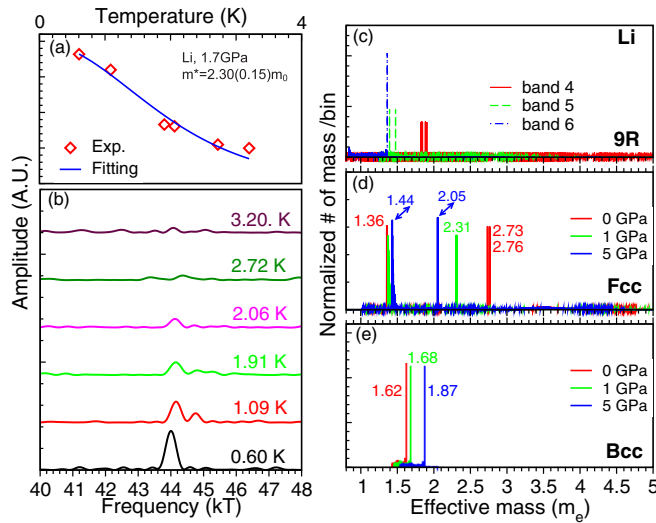 Temperature (K)
0
4
(a)
Li, 1.7GPa
m*=2.30(0.15)m0
Exp.
Fitting
Amplitude (A.U.)
(b)
3.20. K
2.72 K
2.06 K
1.91 K
1.09 K
0.60 K
40 41 42 43 44 45 46 47 48
Frequency (kT)
Normalized # of mass /bin
(c)
Li
band 4
band 5
band 6
9R
(d)
1.44
2.05
1.36
2.31
2.73
2.76
0 GPa
1 GPa
5 GPa
Fcc
(e)
1.68
1.62
1.87
0 GPa
1 GPa
5 GPa
Bcc
1 1.5 2 2.5 3 3.5 4 4.5 5
Effective mass (me)